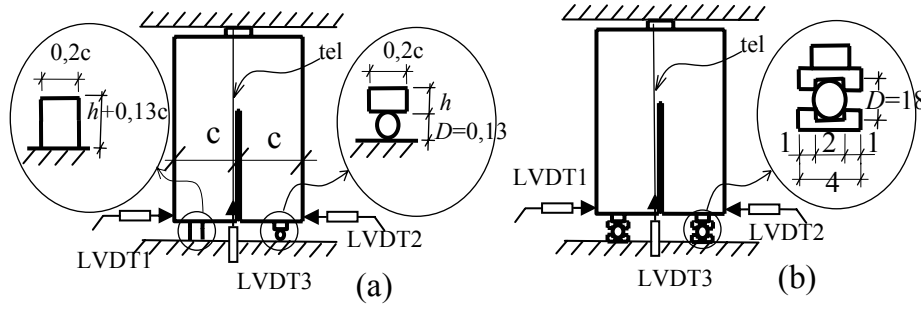 0,2c
h+0,13c
tel
c
c
0,2c
h
D=0,13
LVDT1
LVDT2
LVDT3
(a)
tel
D=18
1
2
1
4
LVDT1
LVDT2
LVDT3
(b)